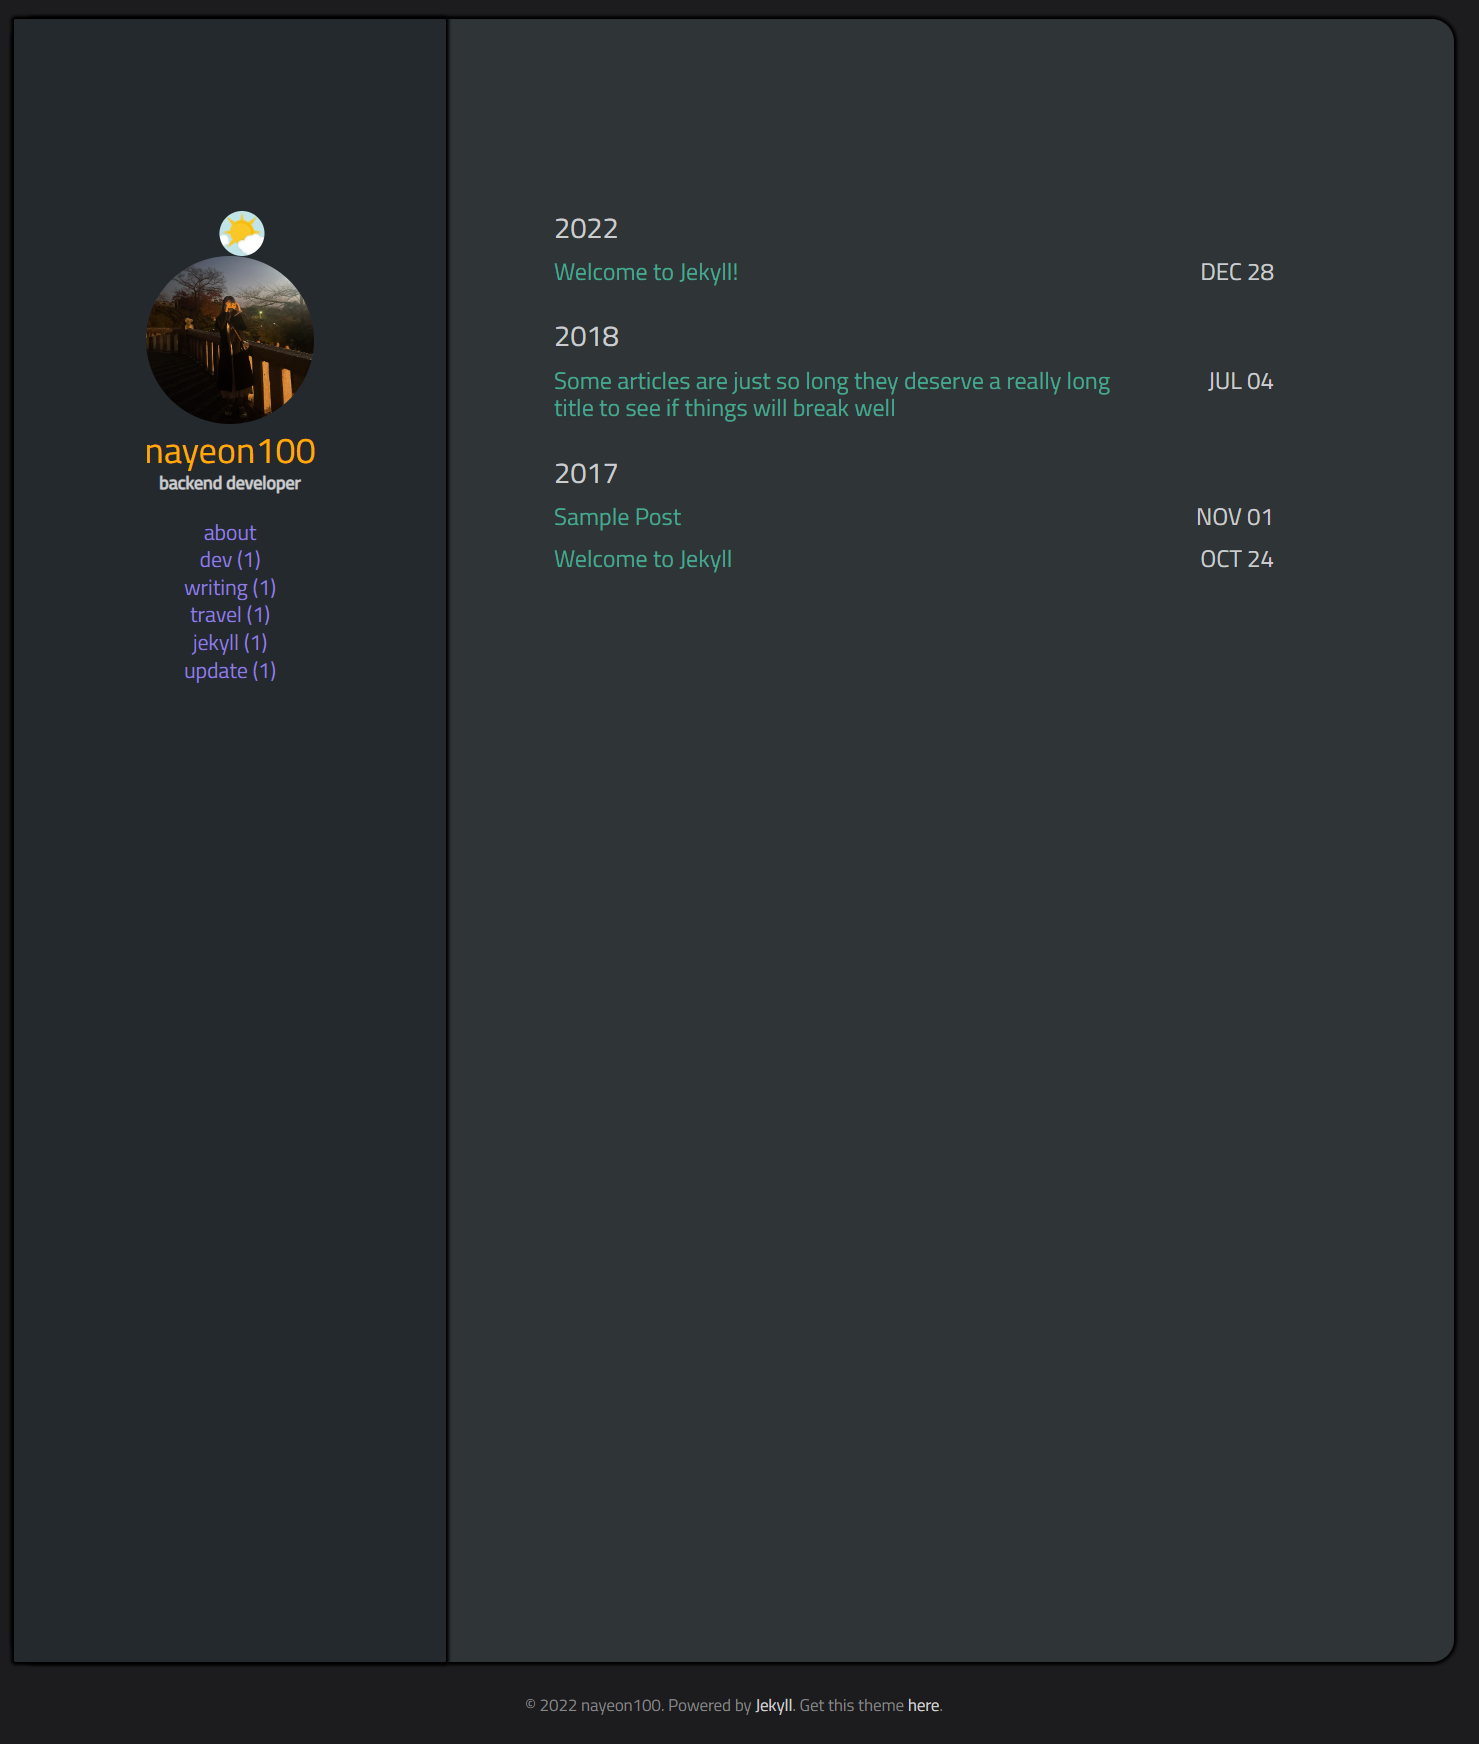 nayeon100
backend developer
about
dev (1)
writing (1)
travel (1)
jekyll (1)
update (1)
2022
Welcome to Jekyll! DEC 28
2018
Some articles are just so long they deserve a really long JUL 04
title to see if things will break well
2017
Sample Post NOV 01
Welcome to Jekyll OCT 24
© 2022 nayeon100. Powered by Jekyll. Get this theme here.